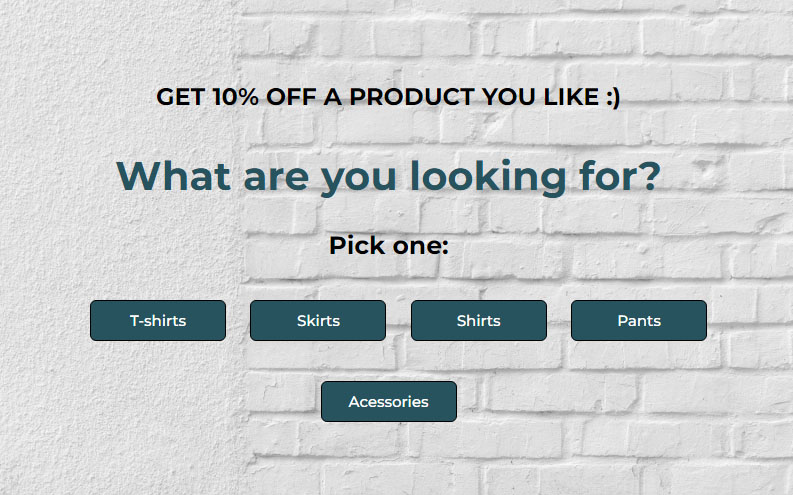 GET 10% OFF A PRODUCT YOU LIKE :)
What are you looking for?
Pick one:
T-shirts Skirts Shirts Pants
Acessories